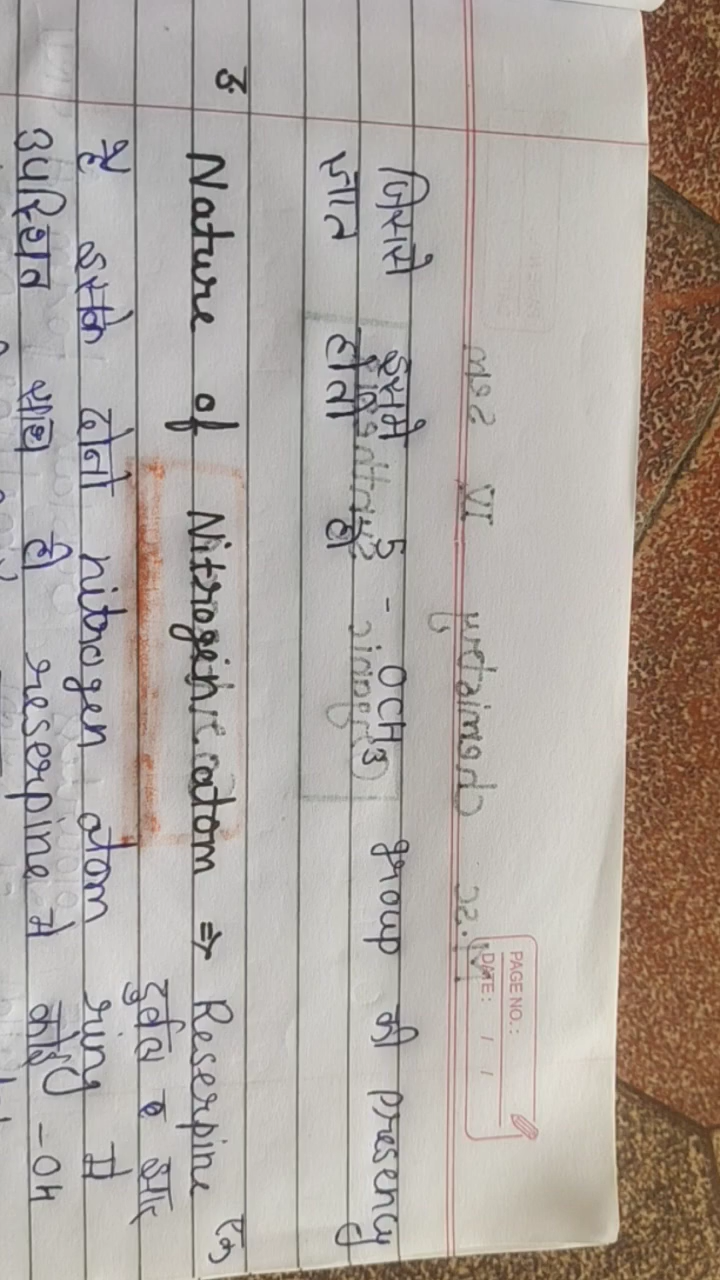 PAGE NO.:
DATE: / /
जिससे इसमे 5 - OCH3 group की presency
ज्ञात होता है
3. Nature of Nitrogen atom ⇒ Reserpine एक
दुर्बल क्षार
है इसके दोनो nitrogen atom ring मे
उपस्थित साथ ही reserpine मे कोई -OH